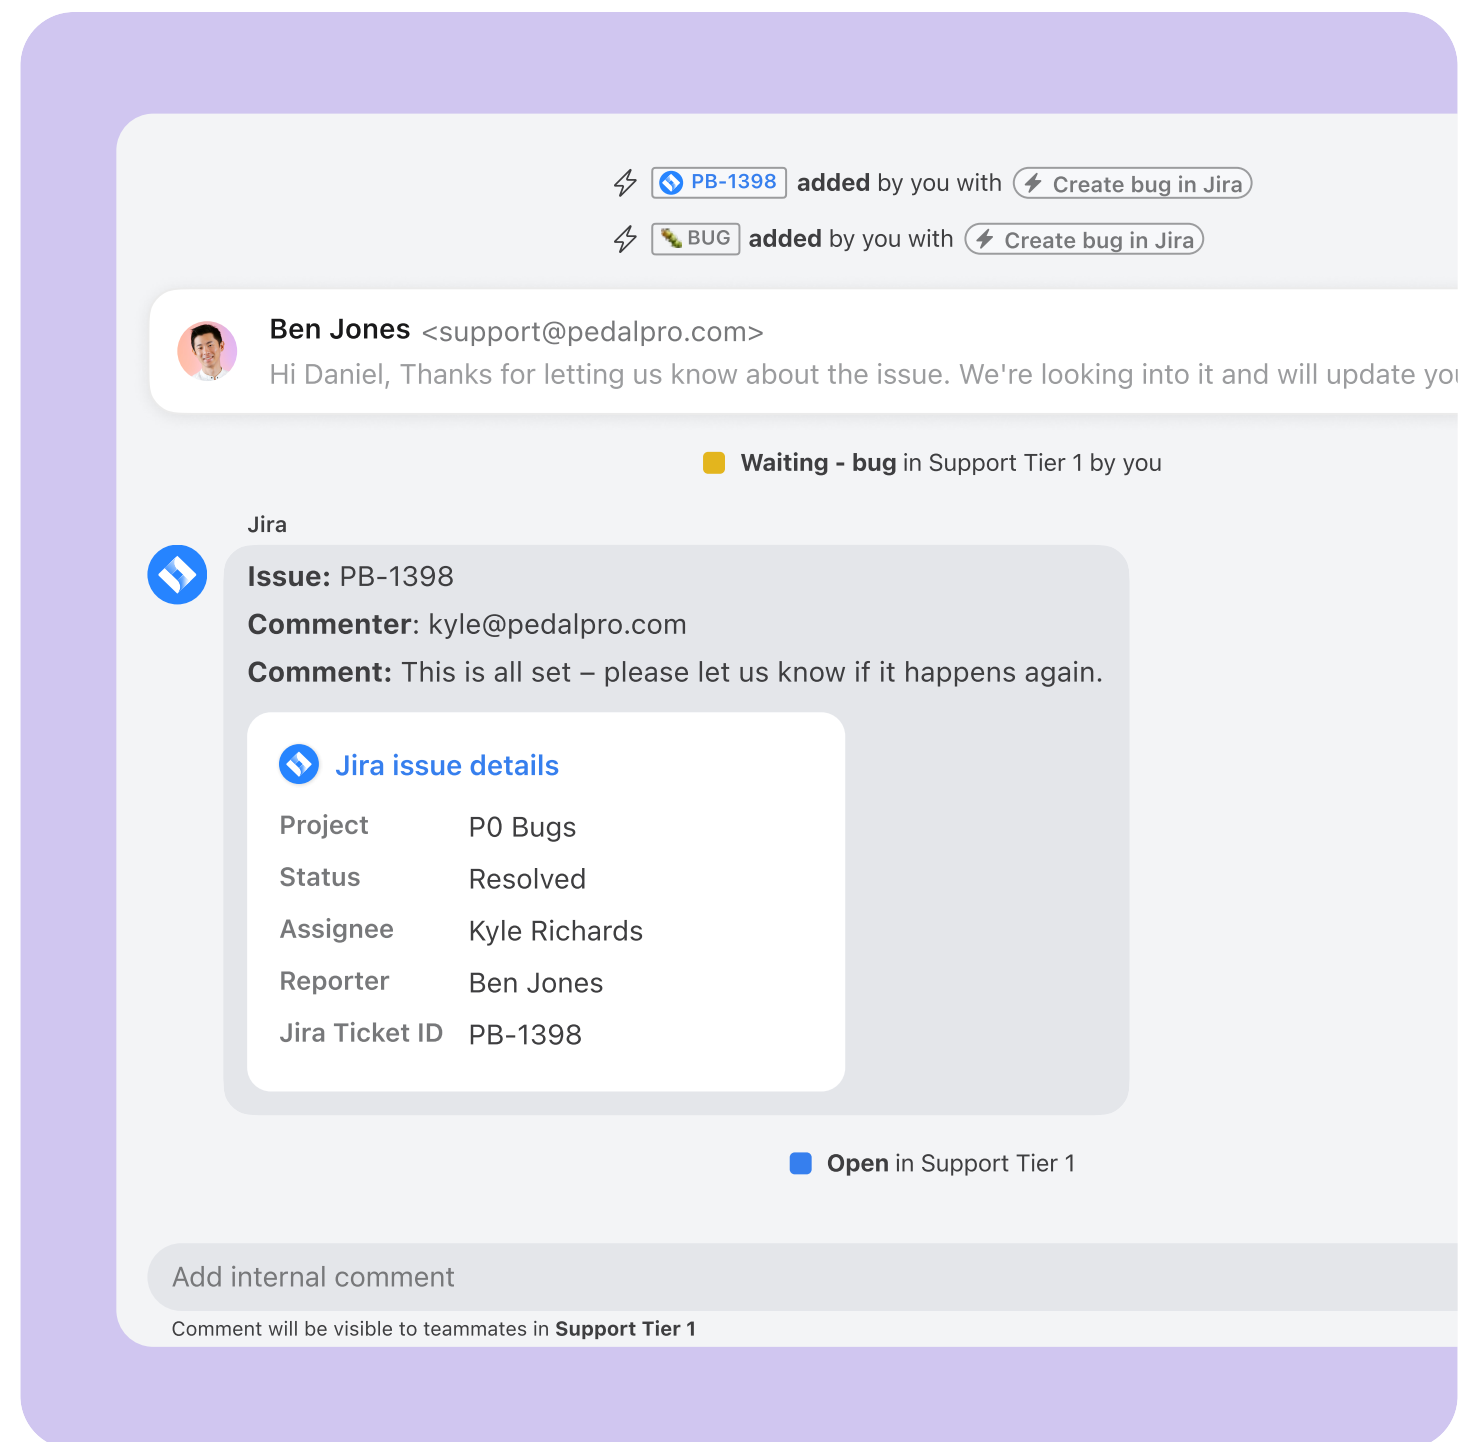 PB-1398 added by you with Create bug in Jira
BUG added by you with Create bug in Jira
Ben Jones <support@pedalpro.com>
Hi Daniel, Thanks for letting us know about the issue. We're looking into it and will update you
Waiting - bug in Support Tier 1 by you
Jira
Issue: PB-1398
Commenter: kyle@pedalpro.com
Comment: This is all set – please let us know if it happens again.
Jira issue details
Project P0 Bugs
Status Resolved
Assignee Kyle Richards
Reporter Ben Jones
Jira Ticket ID PB-1398
Open in Support Tier 1
Add internal comment
Comment will be visible to teammates in Support Tier 1